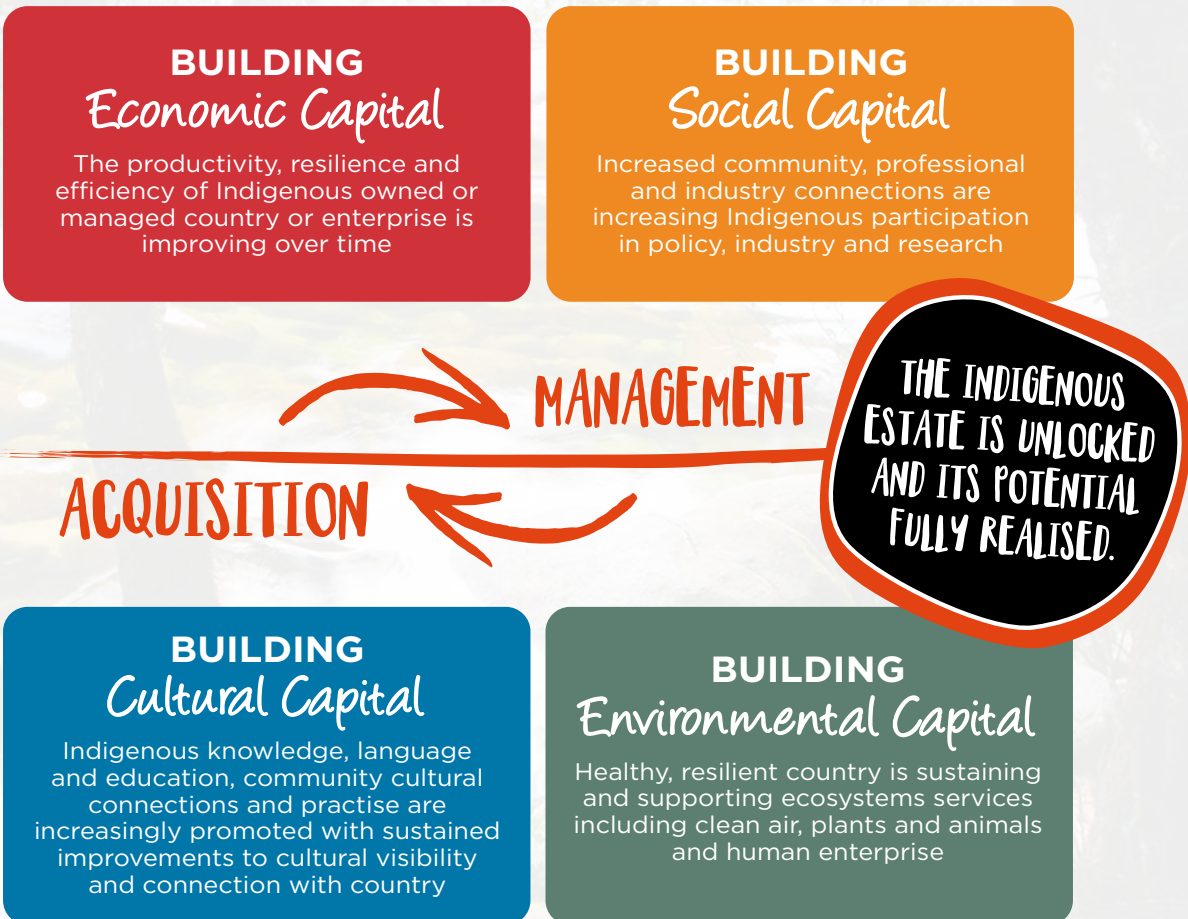 BUILDING
Economic Capital
The productivity, resilience and
efficiency of Indigenous owned or
managed country or enterprise is
improving over time
BUILDING
Social Capital
Increased community, professional
and industry connections are
increasing Indigenous participation
in policy, industry and research
MANAGEMENT
ACQUISITION
THE INDIGENOUS
ESTATE IS UNLOCKED
AND ITS POTENTIAL
FULLY REALISED.
BUILDING
Cultural Capital
Indigenous knowledge, language
and education, community cultural
connections and practise are
increasingly promoted with sustained
improvements to cultural visibility
and connection with country
BUILDING
Environmental Capital
Healthy, resilient country is sustaining
and supporting ecosystems services
including clean air, plants and animals
and human enterprise